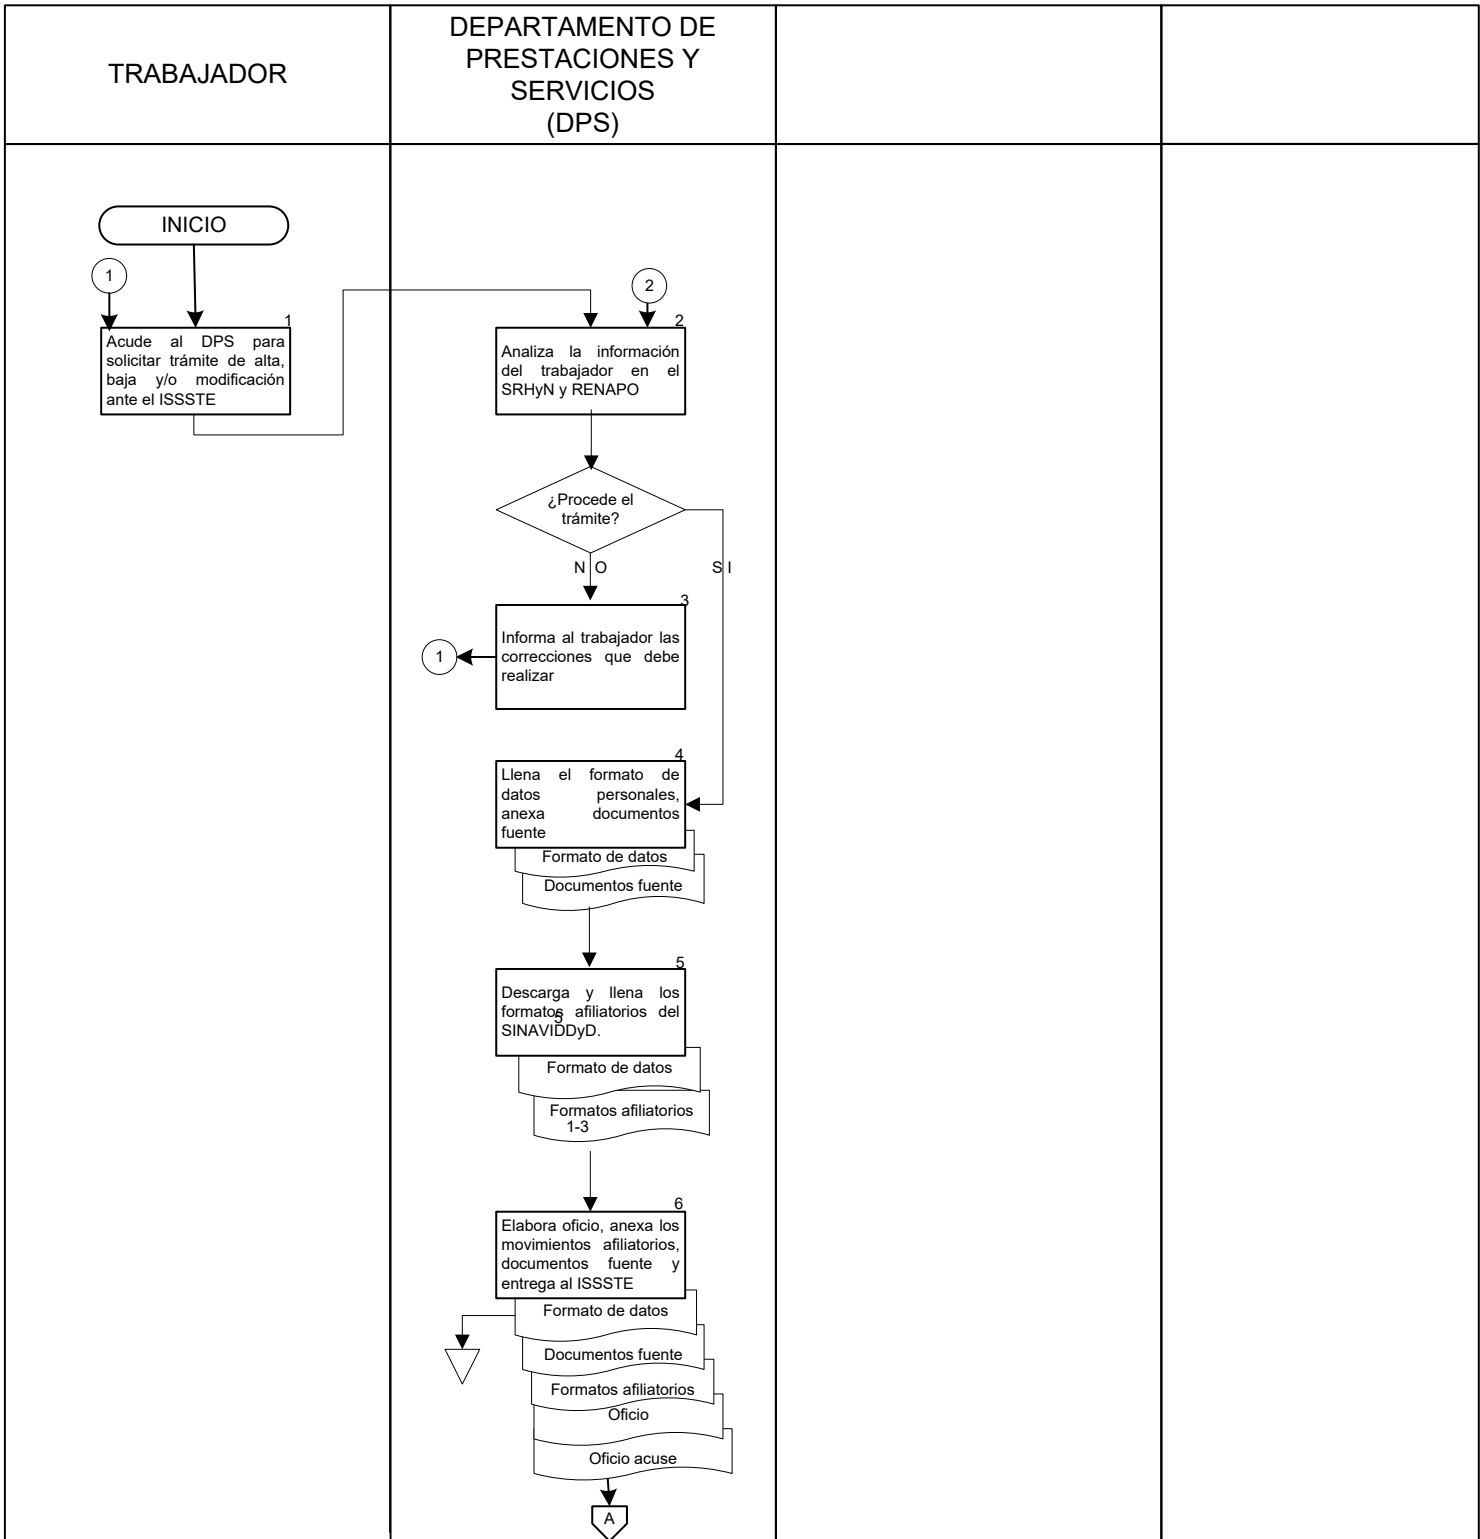 TRABAJADOR
DEPARTAMENTO DE
PRESTACIONES Y
SERVICIOS
(DPS)
INICIO
1
2
1
Acude al DPS para
solicitar trámite de alta,
baja y/o modificación
ante el ISSSTE
2
Analiza la información
del trabajador en el
SRHyN y RENAPO
¿Procede el
trámite?
NO
SI
3
Informa al trabajador las
correcciones que debe
realizar
1
4
Llena el formato de
datos personales,
anexa documentos
fuente
Formato de datos
Documentos fuente
5
Descarga y llena los
formatos afiliatorios del
5
SINAVIDDyD.
Formato de datos
Formatos afiliatorios
1-3
6
Elabora oficio, anexa los
movimientos afiliatorios,
documentos fuente y
entrega al ISSSTE
Formato de datos
Documentos fuente
Formatos afiliatorios
Oficio
Oficio acuse
A